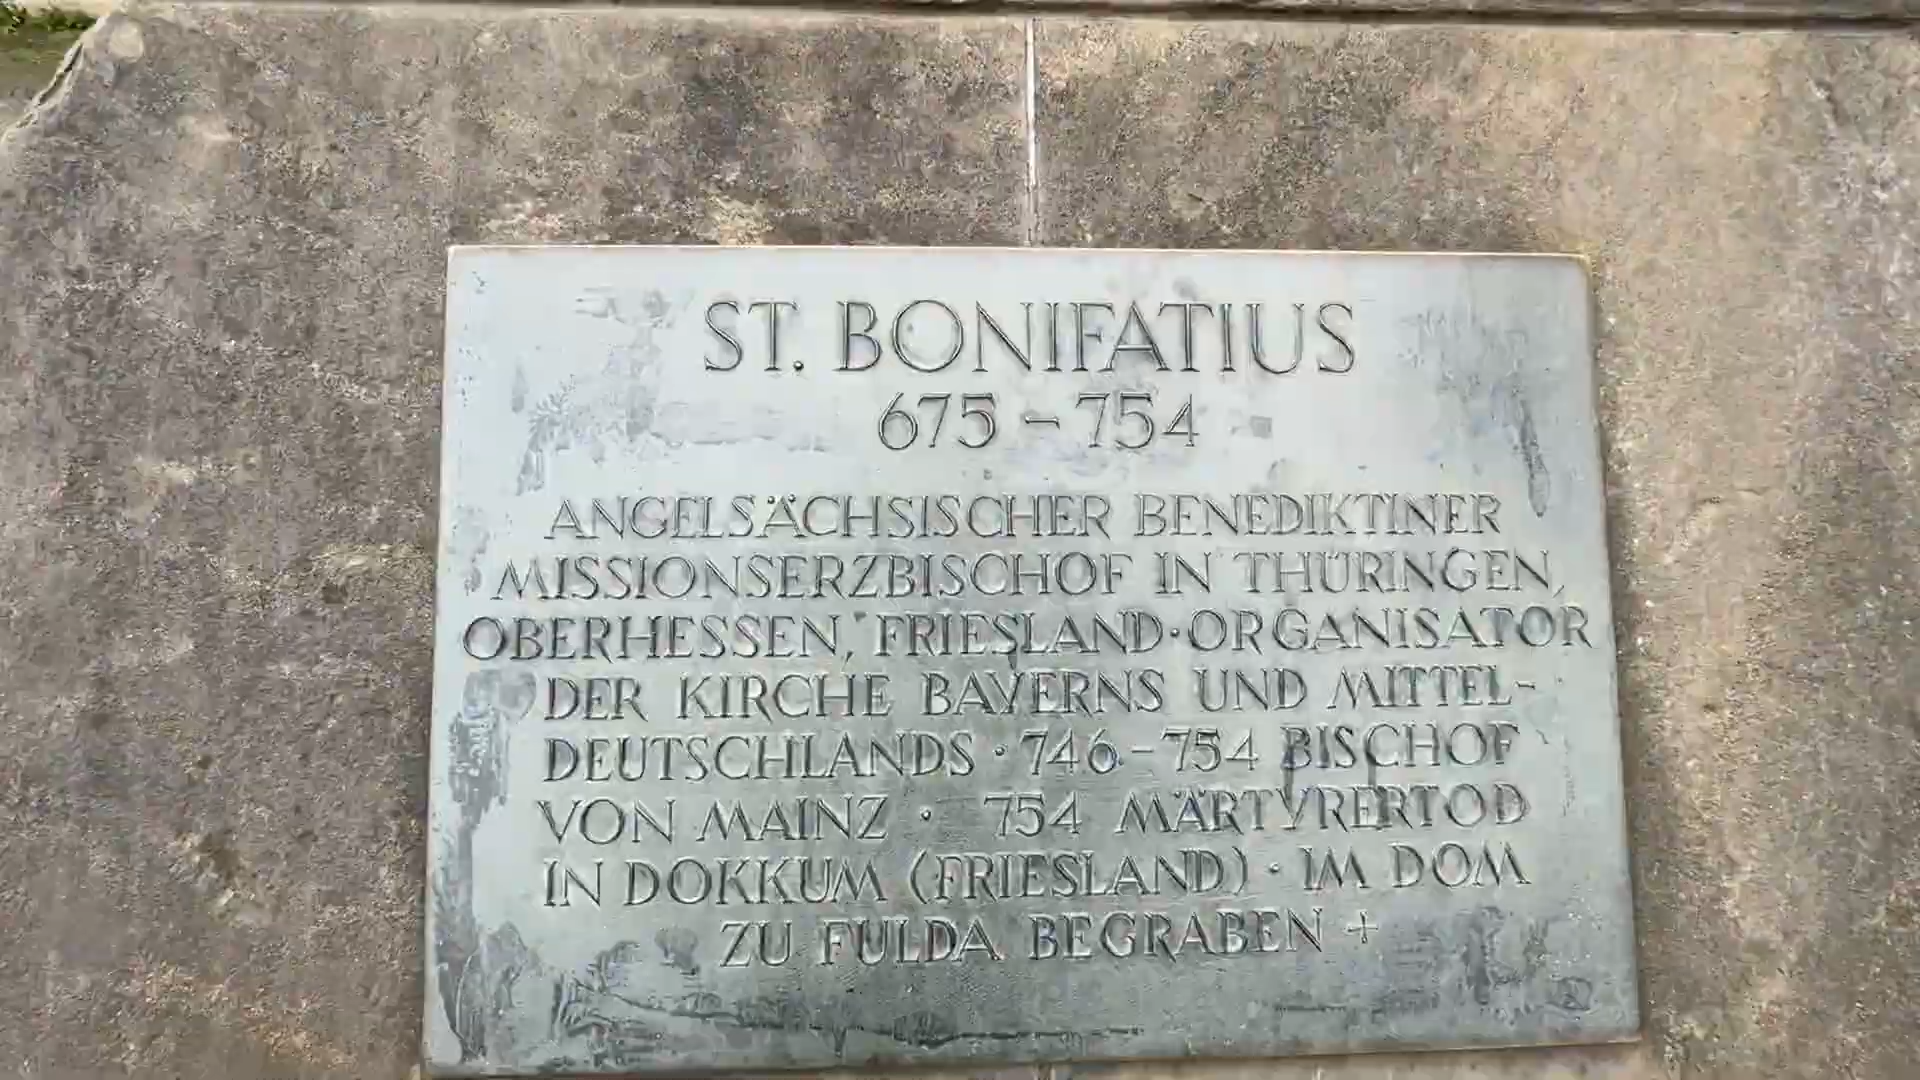 ST. BONIFATIUS
675 - 754
ANGELSÄCHSISCHER BENEDIKTINER
MISSIONSERZBISCHOF IN THÜRINGEN,
OBERHESSEN, FRIESLAND·ORGANISATOR
DER KIRCHE BAYERNS UND MITTEL-
DEUTSCHLANDS · 746-754 BISCHOF
VON MAINZ · 754 MÄRTYRERTOD
IN DOKKUM (FRIESLAND) · IM DOM
ZU FULDA BEGRABEN +